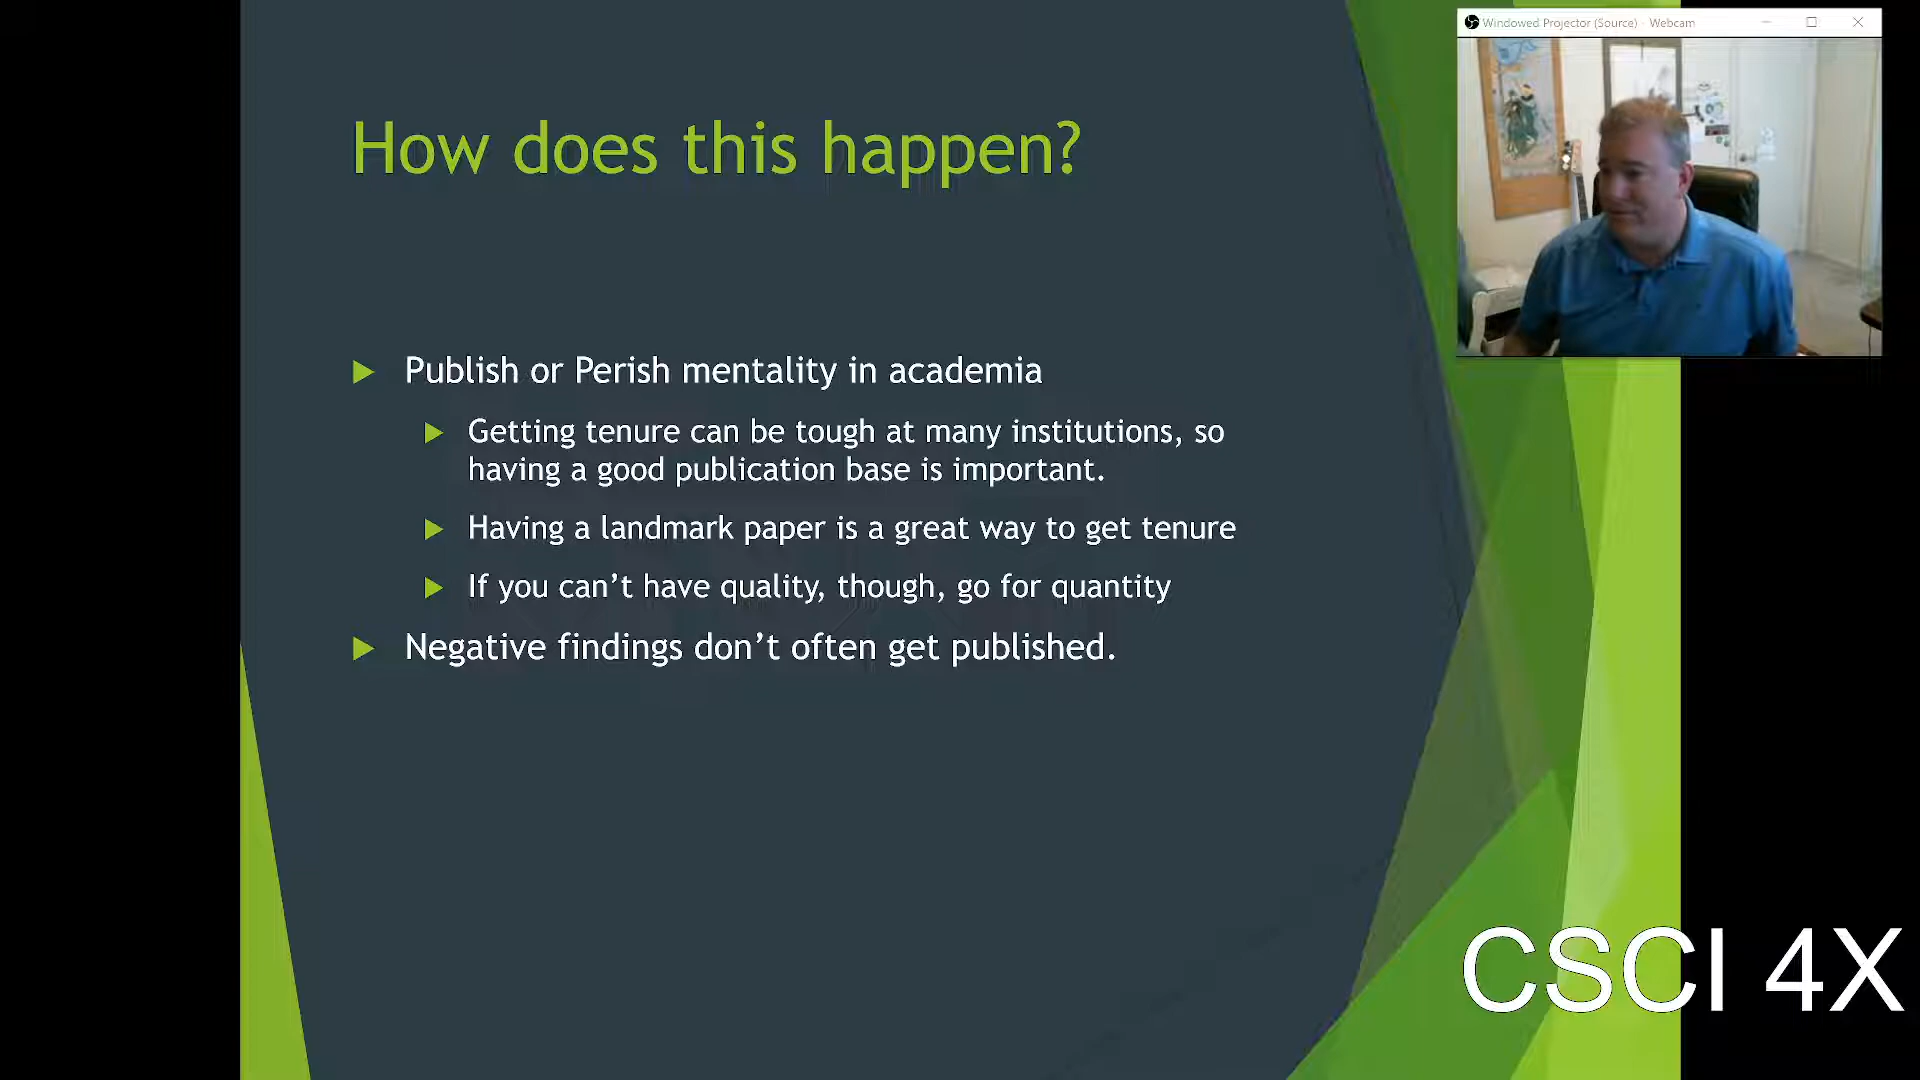 Windowed Projector (Source) - Webcam
How does this happen?
Publish or Perish mentality in academia
Getting tenure can be tough at many institutions, so
having a good publication base is important.
Having a landmark paper is a great way to get tenure
If you can’t have quality, though, go for quantity
Negative findings don’t often get published.
CSCI 4X